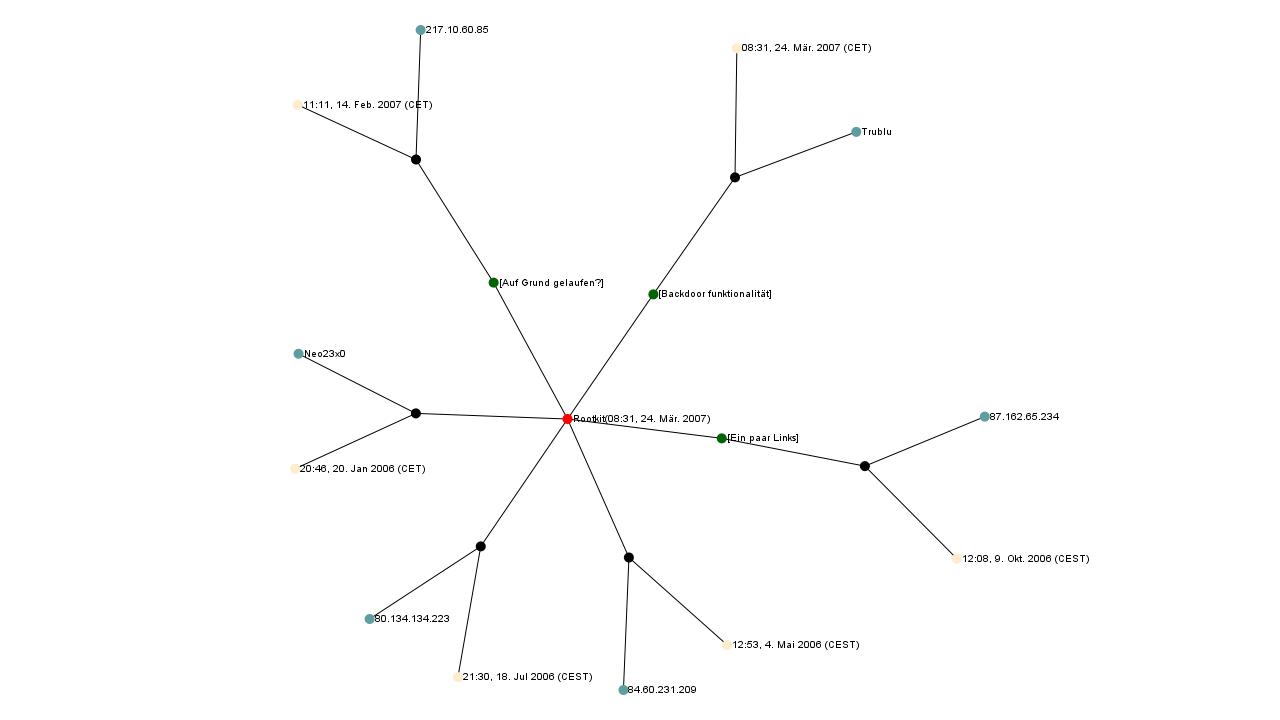 217.10.60.85
08:31, 24. Mär. 2007 (CET)
11:11, 14. Feb. 2007 (CET)
Trublu
[Auf Grund gelaufen?]
[Backdoor funktionalität]
Neo23x0
Rootkit(08:31, 24. Mär. 2007)
87.162.65.234
[Ein paar Links]
20:46, 20. Jan 2006 (CET)
12:08, 9. Okt. 2006 (CEST)
80.134.134.223
12:53, 4. Mai 2006 (CEST)
21:30, 18. Jul 2006 (CEST)
84.60.231.209